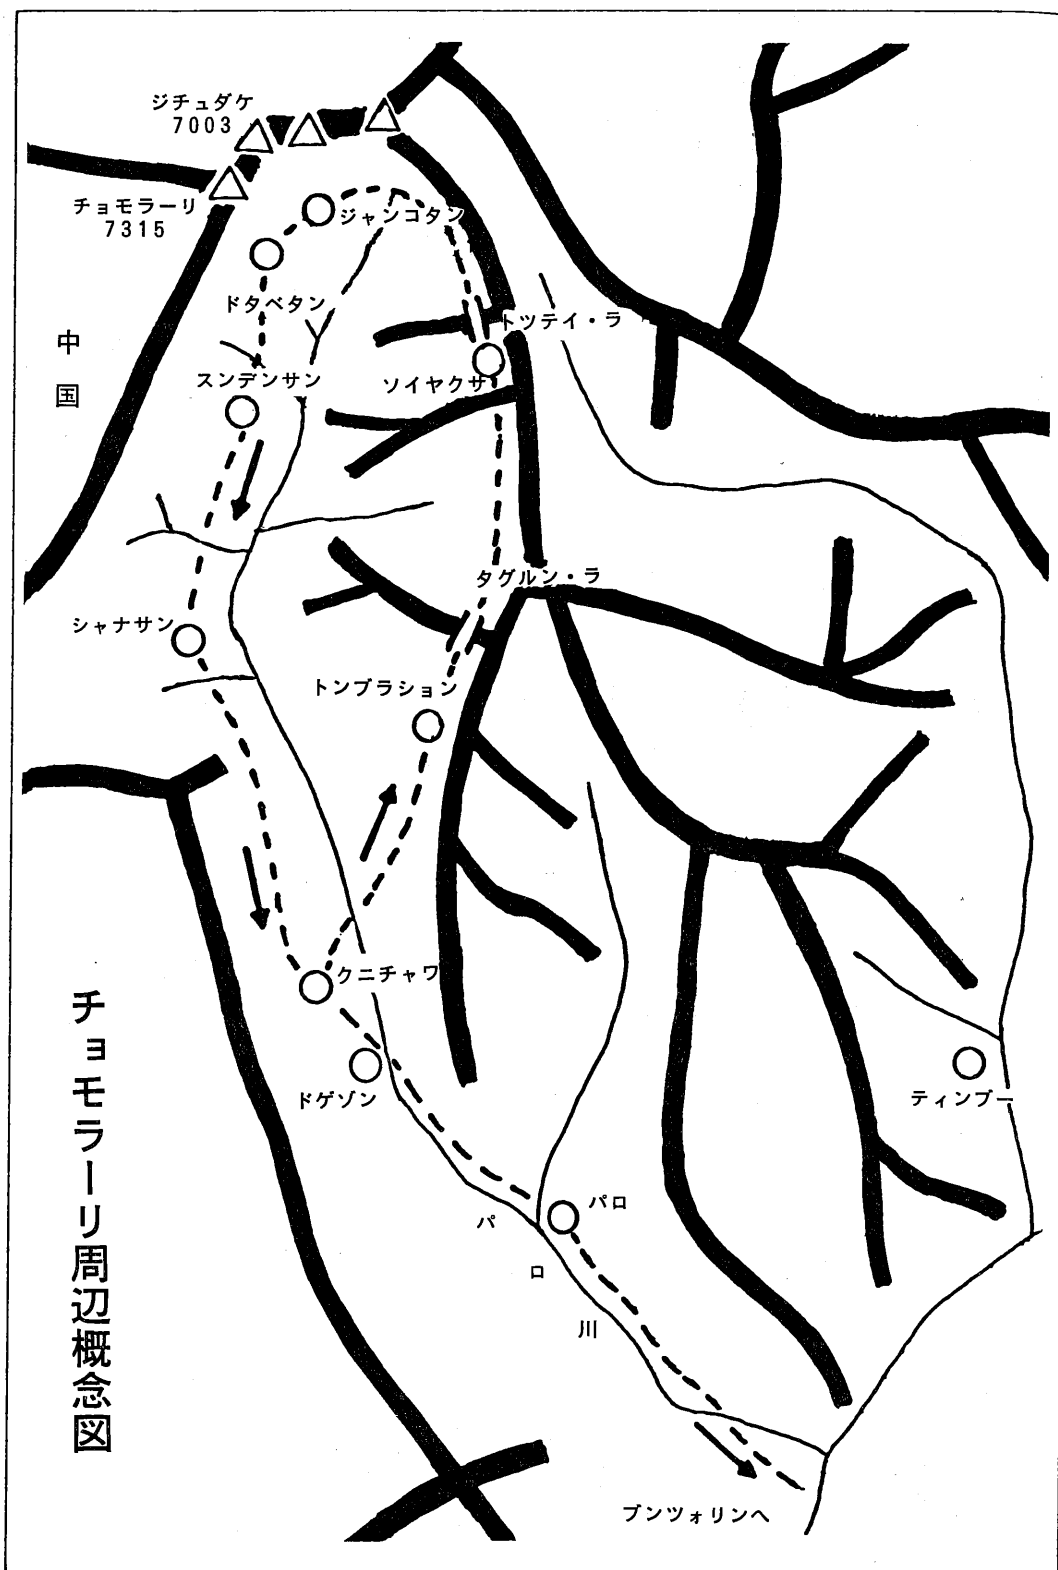 ジチュダケ
7003
チョモラーリ
7315
ジャンコタン
ドタベタン
トツテイ・ラ
中国
スンデンサン
ソイヤクサ
タグルン・ラ
シャナサン
トンブラション
クニチャワ
ドゲゾン
ティンブー
パロ
パロ川
チョモラーリ周辺概念図
ブンツォリンへ